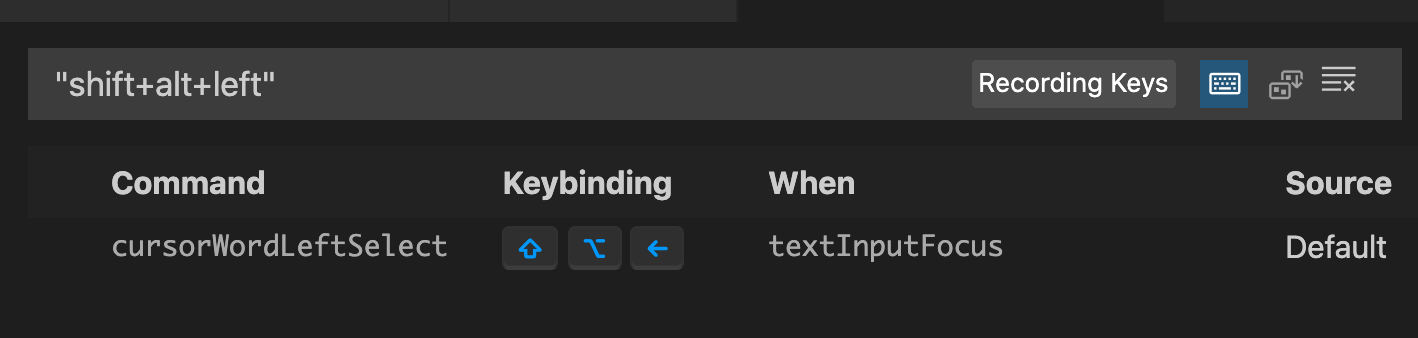 "shift+alt+left" Recording Keys
Command Keybinding When Source
cursorWordLeftSelect ⇧ ⌥ ← textInputFocus Default